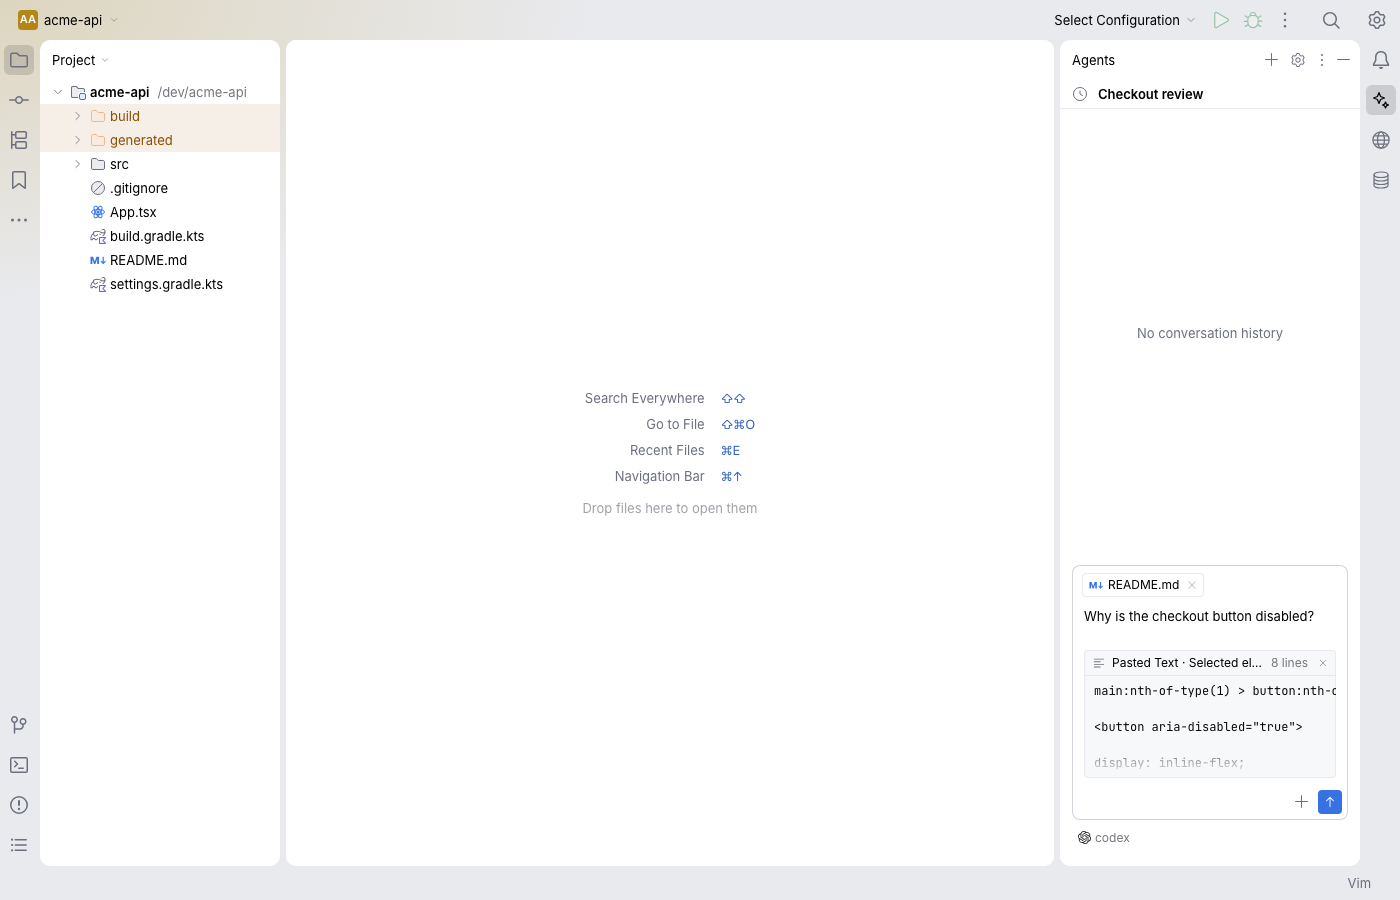 AA acme-api
Select Configuration
Project
acme-api /dev/acme-api
build
generated
src
.gitignore
App.tsx
build.gradle.kts
M↓ README.md
settings.gradle.kts
Search Everywhere ⇧⇧
Go to File ⇧⌘O
Recent Files ⌘E
Navigation Bar ⌘↑
Drop files here to open them
Agents
Checkout review
No conversation history
M↓ README.md
Why is the checkout button disabled?
Pasted Text · Selected el... 8 lines
main:nth-of-type(1) > button:nth-
<button aria-disabled="true">
display: inline-flex;
codex
Vim